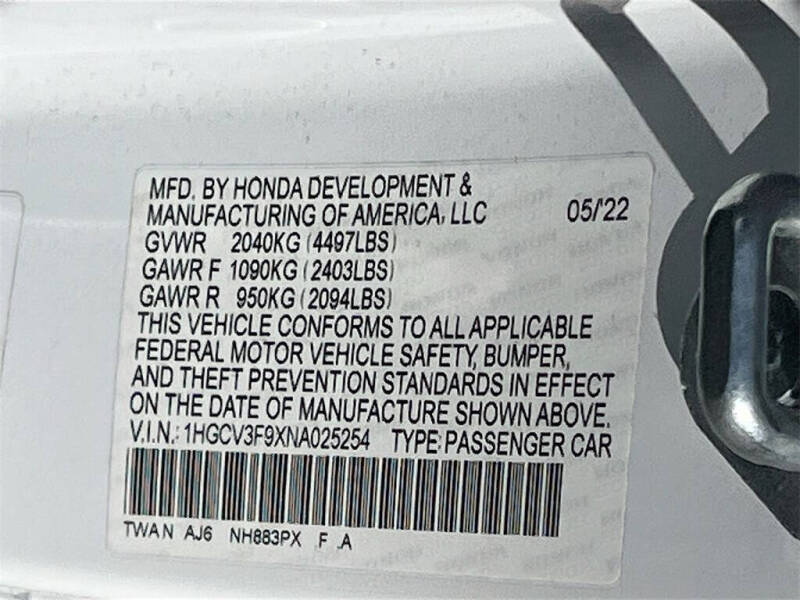 MFD. BY HONDA DEVELOPMENT &
MANUFACTURING OF AMERICA, LLC 05/'22
GVWR 2040KG (4497LBS)
GAWR F 1090KG (2403LBS)
GAWR R 950KG (2094LBS)
THIS VEHICLE CONFORMS TO ALL APPLICABLE
FEDERAL MOTOR VEHICLE SAFETY, BUMPER,
AND THEFT PREVENTION STANDARDS IN EFFECT
ON THE DATE OF MANUFACTURE SHOWN ABOVE.
V.I.N.: 1HGCV3F9XNA025254 TYPE: PASSENGER CAR
TWAN AJ6 NH883PX F .A